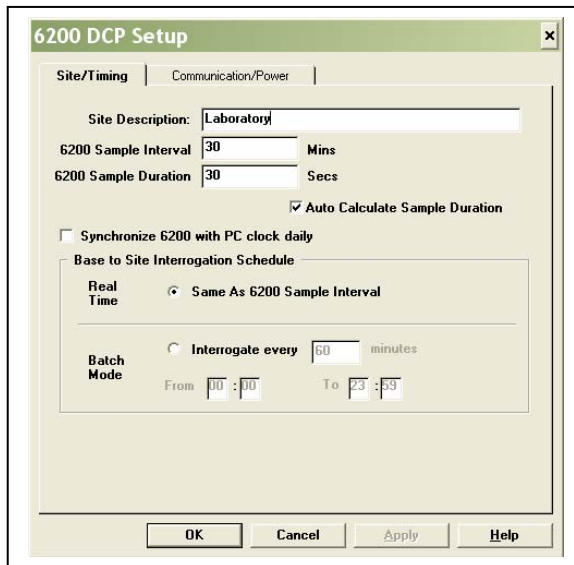 6200 DCP Setup
Site/Timing Communication/Power
Site Description: Laboratory
6200 Sample Interval 30 Mins
6200 Sample Duration 30 Secs
Auto Calculate Sample Duration
Synchronize 6200 with PC clock daily
Base to Site Interrogation Schedule
Real Time Same As 6200 Sample Interval
Batch Mode Interrogate every 60 minutes
From 00 : 00 To 23 : 59
OK Cancel Apply Help